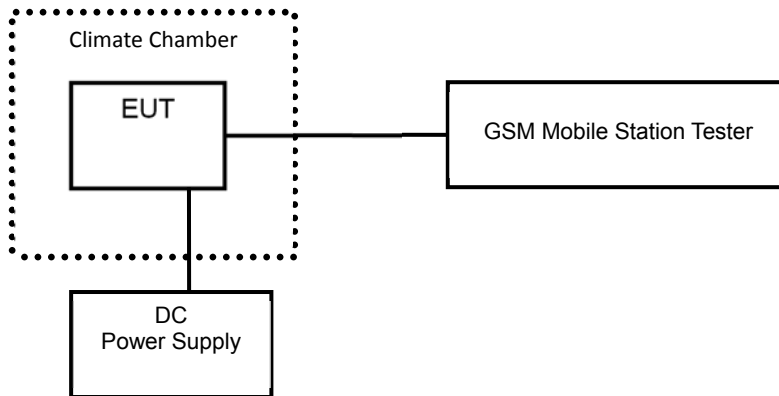 Climate Chamber
EUT
GSM Mobile Station Tester
DC
Power Supply